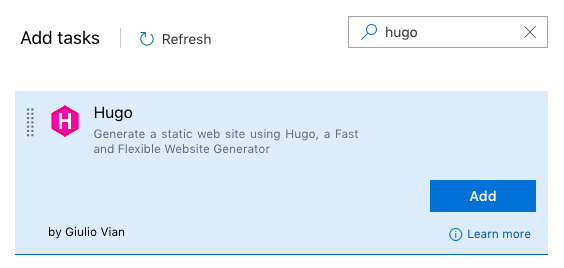 Add tasks
Refresh
hugo
H
Hugo
Generate a static web site using Hugo, a Fast
and Flexible Website Generator
Add
by Giulio Vian
Learn more